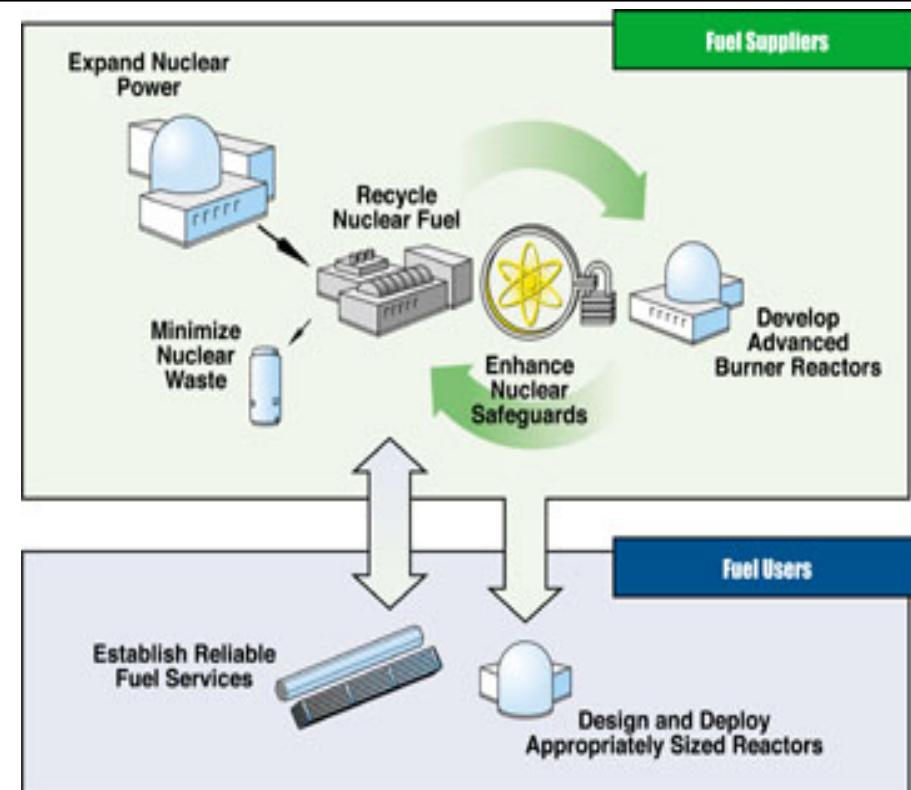 Fuel Suppliers
Expand Nuclear
Power
Recycle
Nuclear Fuel
Minimize
Nuclear
Waste
Enhance
Nuclear
Safeguards
Develop
Advanced
Burner Reactors
Fuel Users
Establish Reliable
Fuel Services
Design and Deploy
Appropriately Sized Reactors